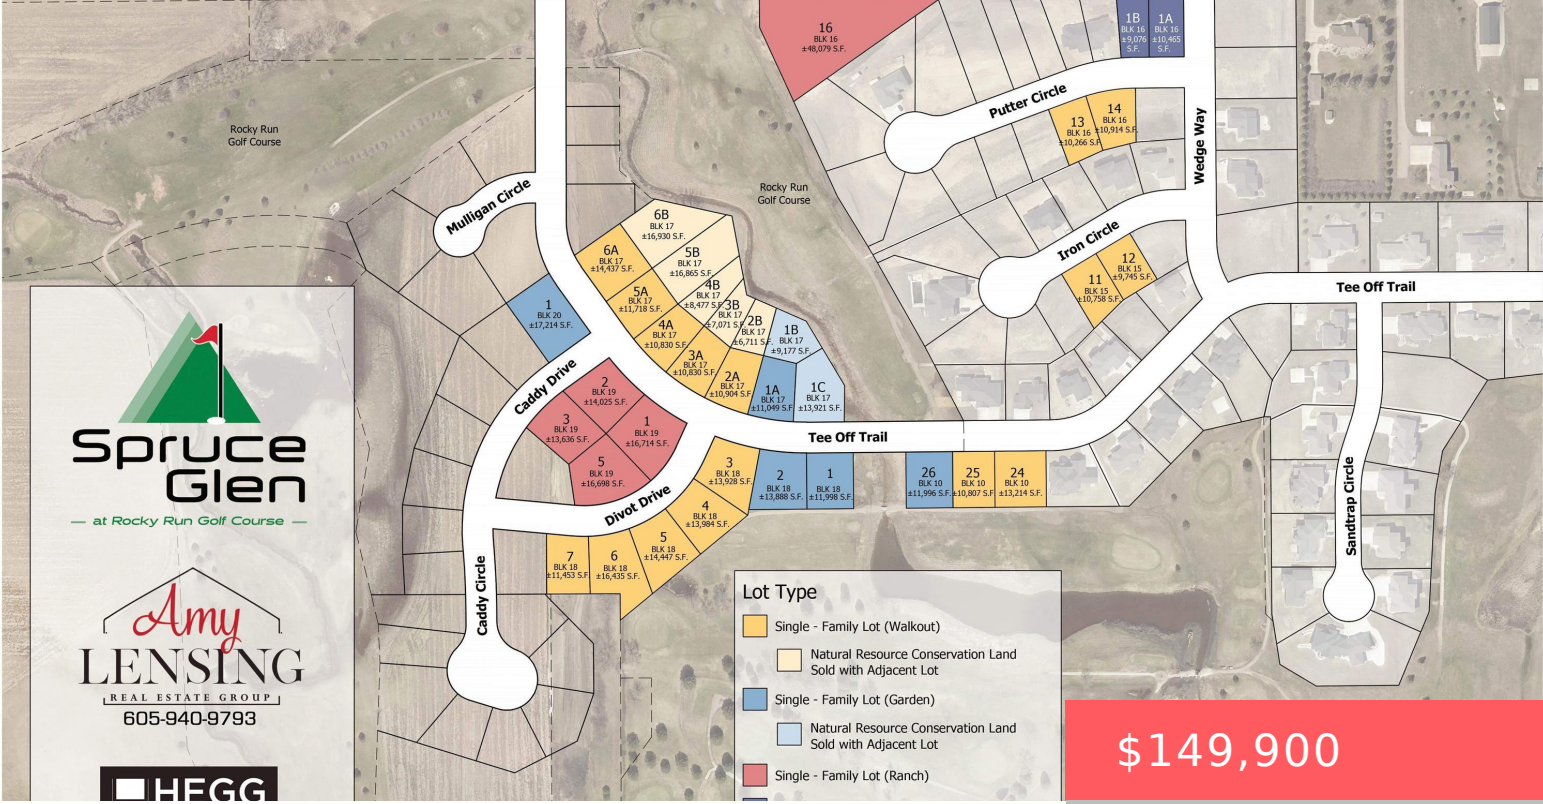 16
BLK 16
±48,079 S.F.
1B
BLK 16
±9,076
S.F.
1A
BLK 16
±10,465
S.F.
Putter Circle
13
BLK 16
±10,266 S.F.
14
BLK 16
±10,914 S.F.
Wedge Way
Rocky Run
Golf Course
Rocky Run
Golf Course
Mulligan Circle
Iron Circle
11
BLK 15
±10,758 S.F.
12
BLK 15
±9,745 S.F.
Tee Off Trail
6B
BLK 17
±16,930 S.F.
6A
BLK 17
±14,437 S.F.
5B
BLK 17
±16,865 S.F.
5A
BLK 17
±11,718 S.F.
4B
BLK 17
±8,477 S.F.
4A
BLK 17
±10,830 S.F.
3B
BLK 17
±7,071 S.F.
3A
BLK 17
±10,830 S.F.
2B
BLK 17
±6,711 S.F.
2A
BLK 17
±10,904 S.F.
1B
BLK 17
±9,177 S.F.
1A
BLK 17
±11,049 S.F.
1C
BLK 17
±13,921 S.F.
1
BLK 20
±17,214 S.F.
Caddy Drive
2
BLK 19
±14,025 S.F.
3
BLK 19
±13,636 S.F.
1
BLK 19
±16,714 S.F.
5
BLK 19
±16,698 S.F.
Tee Off Trail
Divot Drive
3
BLK 18
±13,928 S.F.
2
BLK 18
±13,888 S.F.
1
BLK 18
±11,998 S.F.
26
BLK 10
±11,996 S.F.
25
BLK 10
±10,807 S.F.
24
BLK 10
±13,214 S.F.
4
BLK 18
±13,984 S.F.
5
BLK 18
±14,447 S.F.
6
BLK 18
±16,435 S.F.
7
BLK 18
±11,453 S.F.
Caddy Circle
Sandtrap Circle
Spruce
Glen
at Rocky Run Golf Course
Amy
LENSING
REAL ESTATE GROUP
605-940-9793
HEGG
Lot Type
Single - Family Lot (Walkout)
Natural Resource Conservation Land
Sold with Adjacent Lot
Single - Family Lot (Garden)
Natural Resource Conservation Land
Sold with Adjacent Lot
Single - Family Lot (Ranch)
$149,900